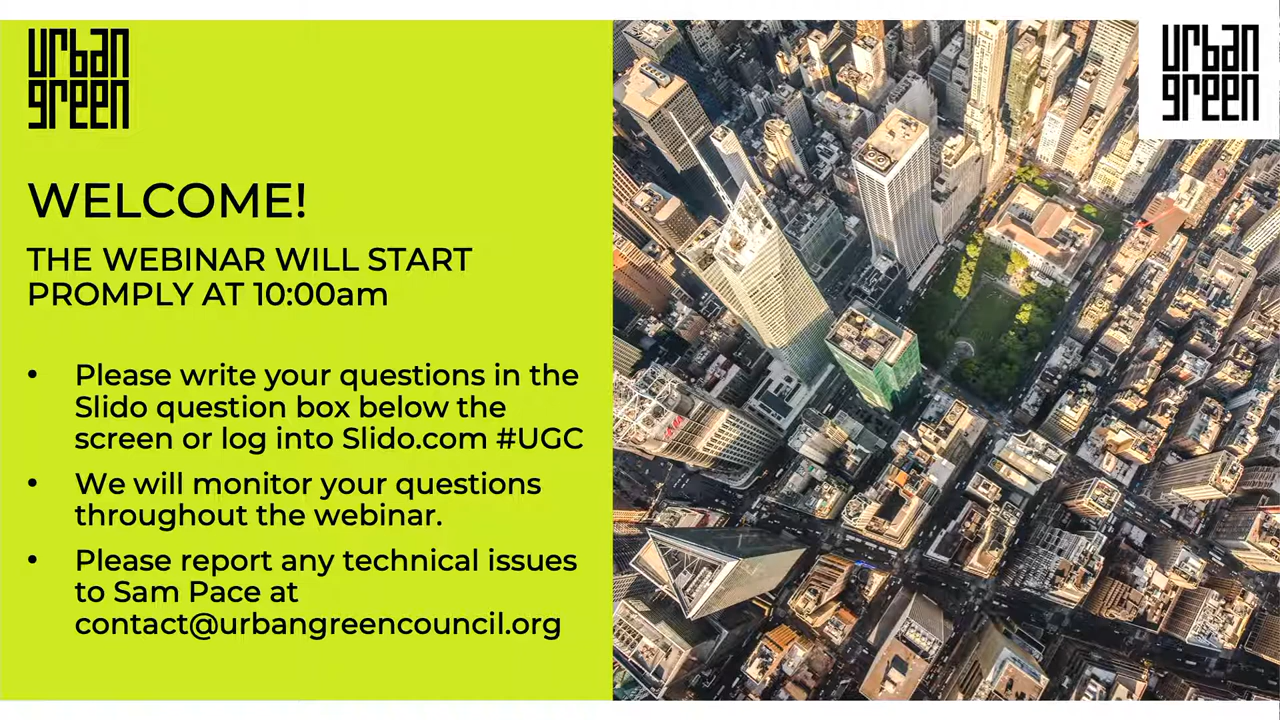 urban
green
urban
green
WELCOME!
THE WEBINAR WILL START
PROMPLY AT 10:00am
• Please write your questions in the
Slido question box below the
screen or log into Slido.com #UGC
• We will monitor your questions
throughout the webinar.
• Please report any technical issues
to Sam Pace at
contact@urbangreencouncil.org